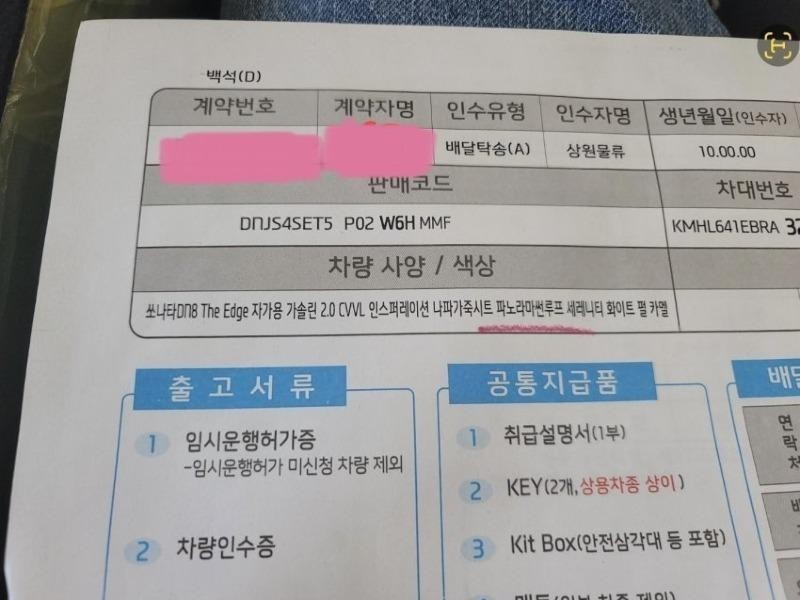 백석(D)
계약번호 계약자명 인수유형 인수자명 생년월일(인수자)
배달탁송(A) 상원물류 10.00.00
판매코드 차대번호
DNJS4SET5 P02 W6H MMF KMHL641EBRA 32
차량 사양 / 색상
쏘나타DN8 The Edge 자가용 가솔린 2.0 CVVL 인스퍼레이션 나파가죽시트 파노라마썬루프 세레니티 화이트 펄 카멜
출고서류 공통지급품 배달
1 임시운행허가증 1 취급설명서(1부)
-임시운행허가 미신청 차량 제외
2 KEY(2개,상용차종 상이)
연
락
처
2 차량인수증 3 Kit Box(안전삼각대 등 포함)